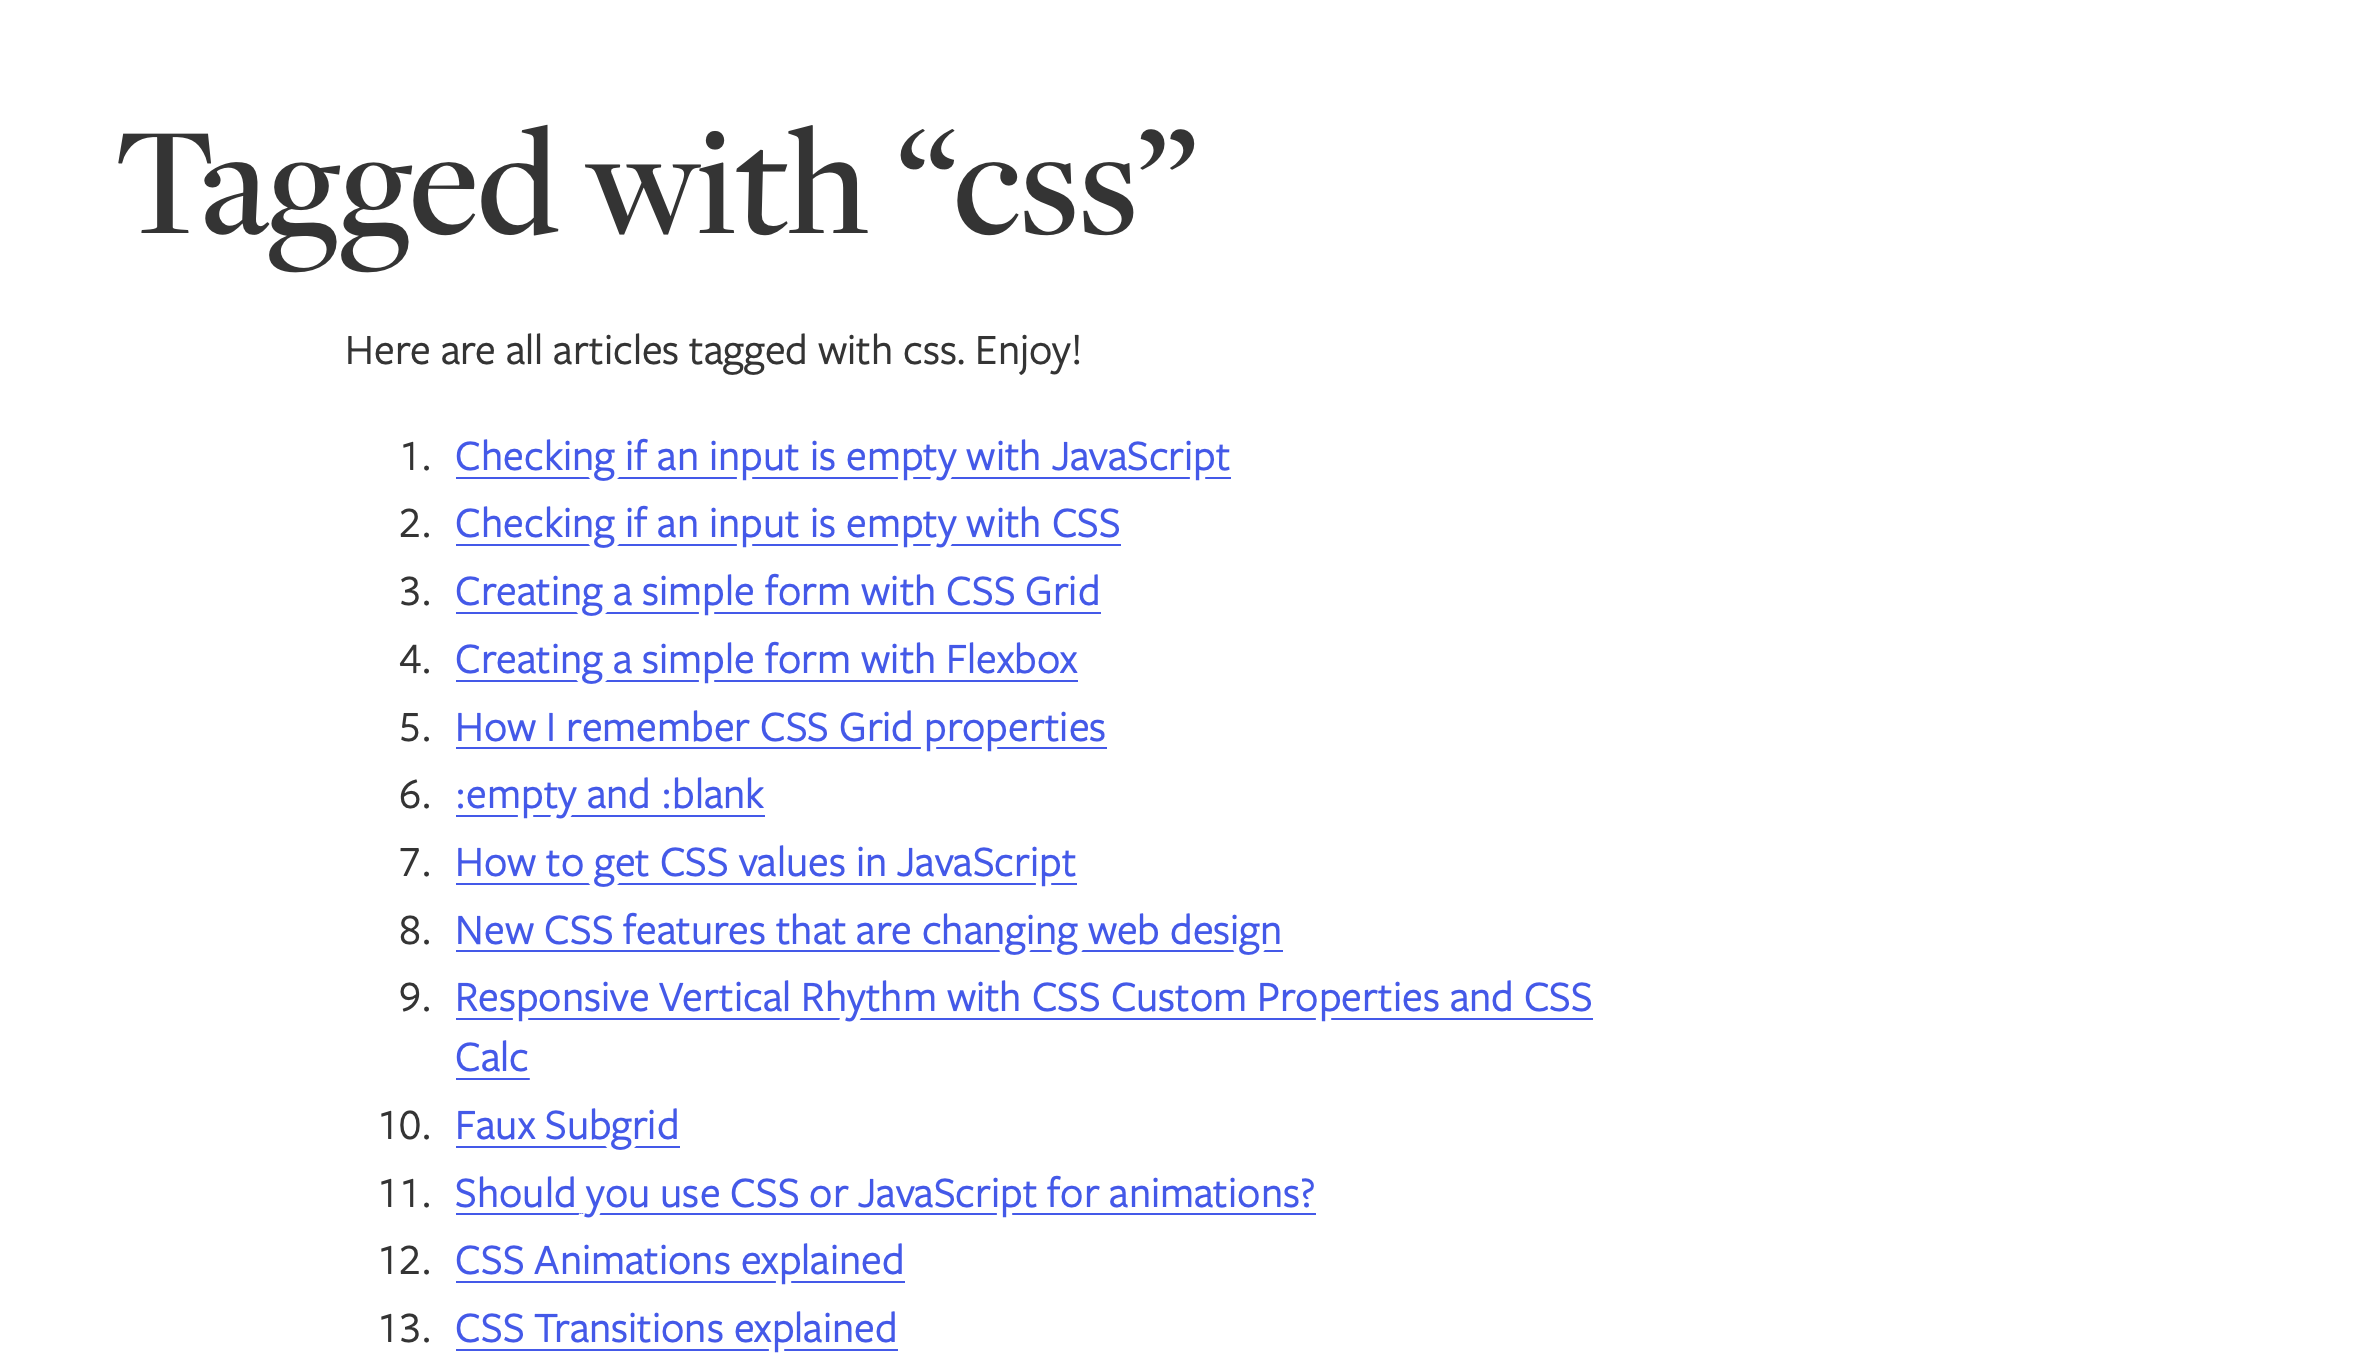 Tagged with “css”
Here are all articles tagged with css. Enjoy!
1. Checking if an input is empty with JavaScript
2. Checking if an input is empty with CSS
3. Creating a simple form with CSS Grid
4. Creating a simple form with Flexbox
5. How I remember CSS Grid properties
6. :empty and :blank
7. How to get CSS values in JavaScript
8. New CSS features that are changing web design
9. Responsive Vertical Rhythm with CSS Custom Properties and CSS
Calc
10. Faux Subgrid
11. Should you use CSS or JavaScript for animations?
12. CSS Animations explained
13. CSS Transitions explained